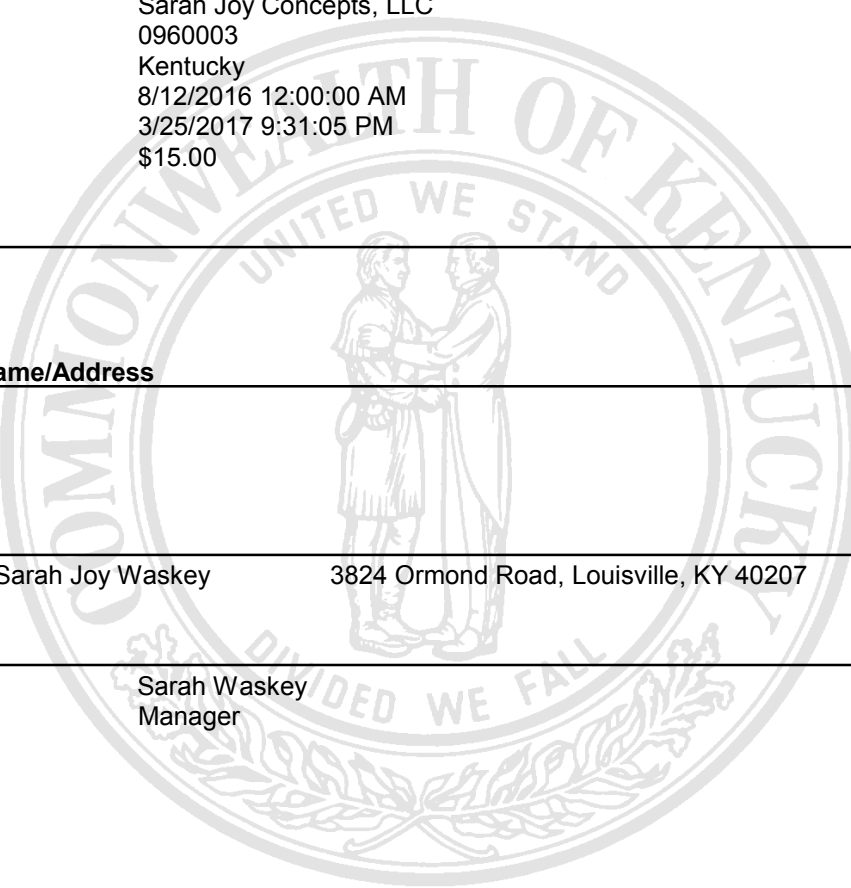 Sarah Joy Concepts, LLC
0960003
Kentucky
8/12/2016 12:00:00 AM
3/25/2017 9:31:05 PM
$15.00
COMMONWEALTH OF KENTUCKY
UNITED WE STAND
ame/Address
Sarah Joy Waskey 3824 Ormond Road, Louisville, KY 40207
DIVIDED WE FALL
Sarah Waskey
Manager